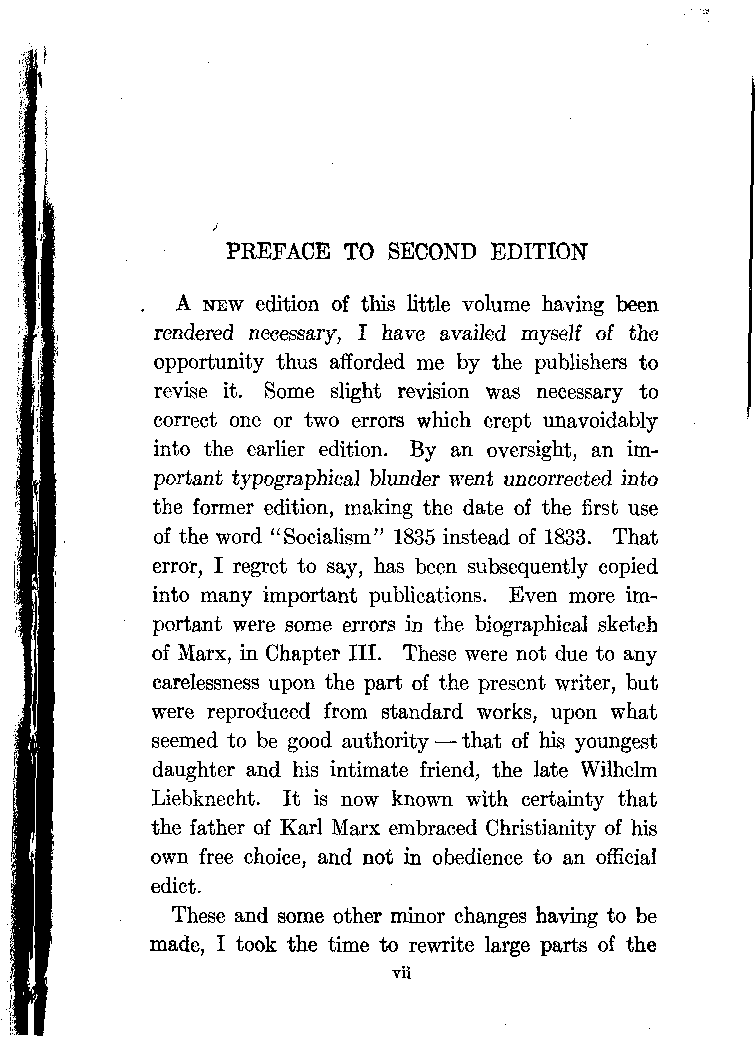 PREFACE TO SECOND EDITION
A NEW edition of this little volume having been
rendered necessary, I have availed myself of the
opportunity thus afforded me by the publishers to
revise it. Some slight revision was necessary to
correct one or two errors which crept unavoidably
into the earlier edition. By an oversight, an im-
portant typographical blunder went uncorrected into
the former edition, making the date of the first use
of the word "Socialism" 1835 instead of 1833. That
error, I regret to say, has been subsequently copied
into many important publications. Even more im-
portant were some errors in the biographical sketch
of Marx, in Chapter III. These were not due to any
carelessness upon the part of the present writer, but
were reproduced from standard works, upon what
seemed to be good authority — that of his youngest
daughter and his intimate friend, the late Wilhelm
Liebknecht. It is now known with certainty that
the father of Karl Marx embraced Christianity of his
own free choice, and not in obedience to an official
edict.
These and some other minor changes having to be
made, I took the time to rewrite large parts of the
vii